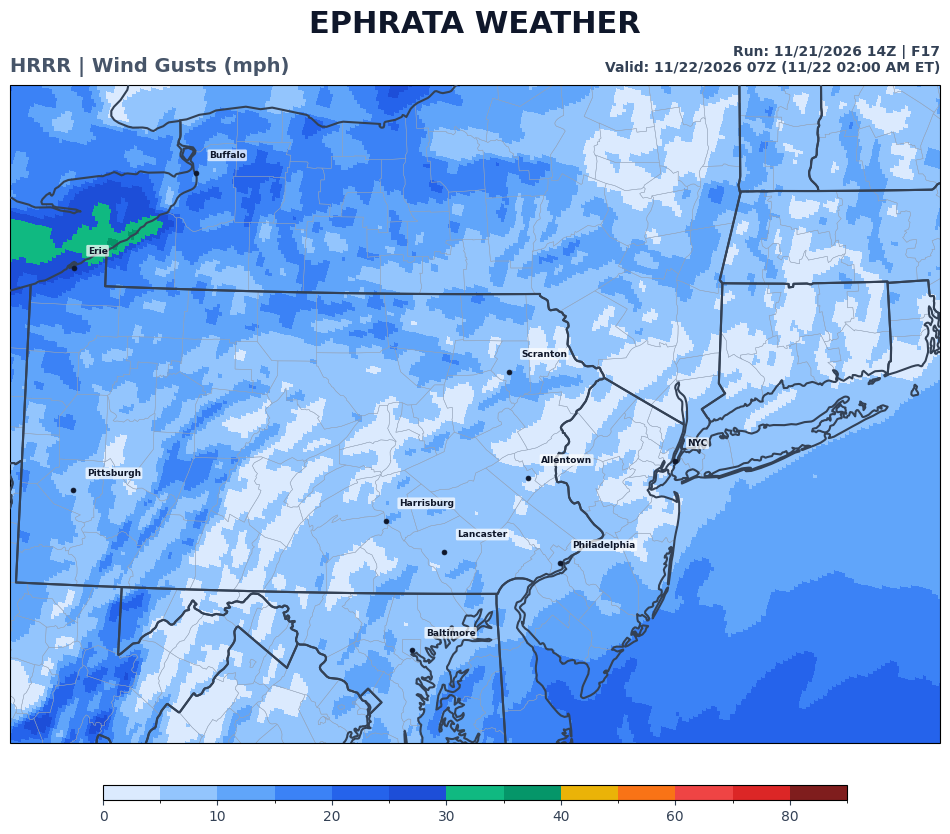 EPHRATA WEATHER
HRRR | Wind Gusts (mph)
Run: 11/21/2026 14Z | F17
Valid: 11/22/2026 07Z (11/22 02:00 AM ET)
Buffalo
Erie
Scranton
NYC
Allentown
Pittsburgh
Harrisburg
Lancaster
Philadelphia
Baltimore
0 10 20 30 40 60 80